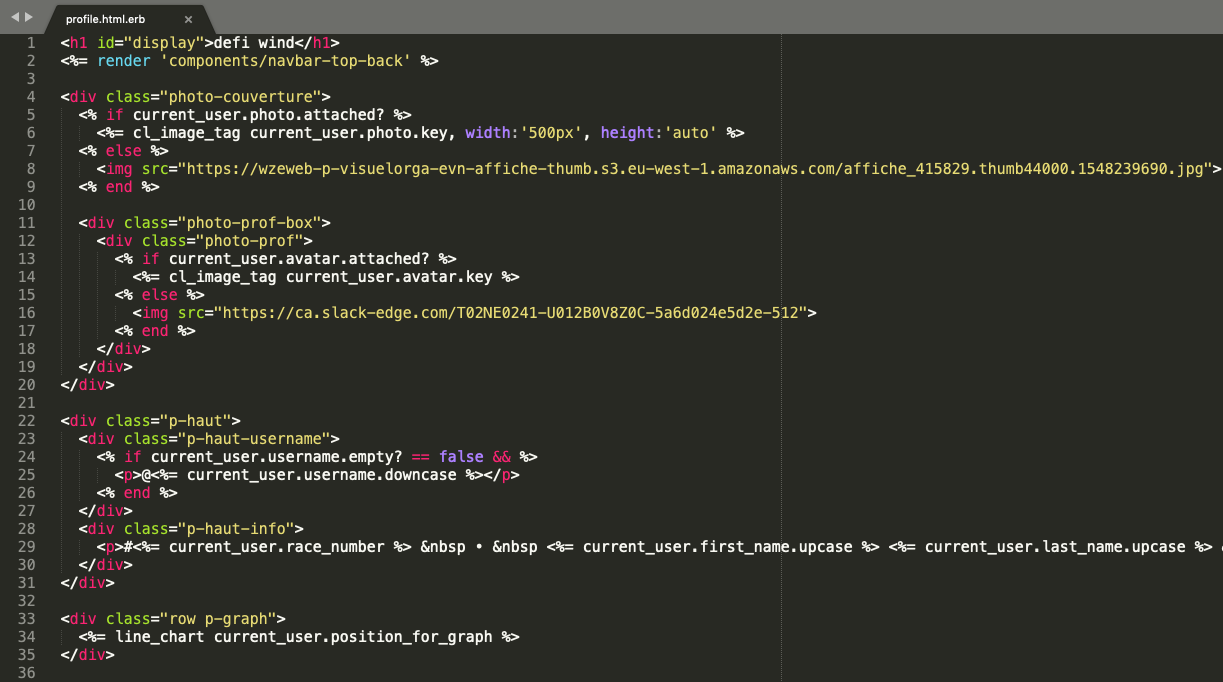 profile.html.erb ×
1 <h1 id="display">defi wind</h1>
2 <%= render 'components/navbar-top-back' %>
3
4 <div class="photo-couverture">
5 <% if current_user.photo.attached? %>
6 <%= cl_image_tag current_user.photo.key, width:'500px', height:'auto' %>
7 <% else %>
8 <img src="https://wzeweb-p-visuelorga-evn-affiche-thumb.s3.eu-west-1.amazonaws.com/affiche_415829.thumb44000.1548239690.jpg">
9 <% end %>
10
11 <div class="photo-prof-box">
12 <div class="photo-prof">
13 <% if current_user.avatar.attached? %>
14 <%= cl_image_tag current_user.avatar.key %>
15 <% else %>
16 <img src="https://ca.slack-edge.com/T02NE0241-U012B0V8Z0C-5a6d024e5d2e-512">
17 <% end %>
18 </div>
19 </div>
20 </div>
21
22 <div class="p-haut">
23 <div class="p-haut-username">
24 <% if current_user.username.empty? == false && %>
25 <p>@<%= current_user.username.downcase %></p>
26 <% end %>
27 </div>
28 <div class="p-haut-info">
29 <p>#<%= current_user.race_number %> &nbsp • &nbsp <%= current_user.first_name.upcase %> <%= current_user.last_name.upcase %>
30 </div>
31 </div>
32
33 <div class="row p-graph">
34 <%= line_chart current_user.position_for_graph %>
35 </div>
36